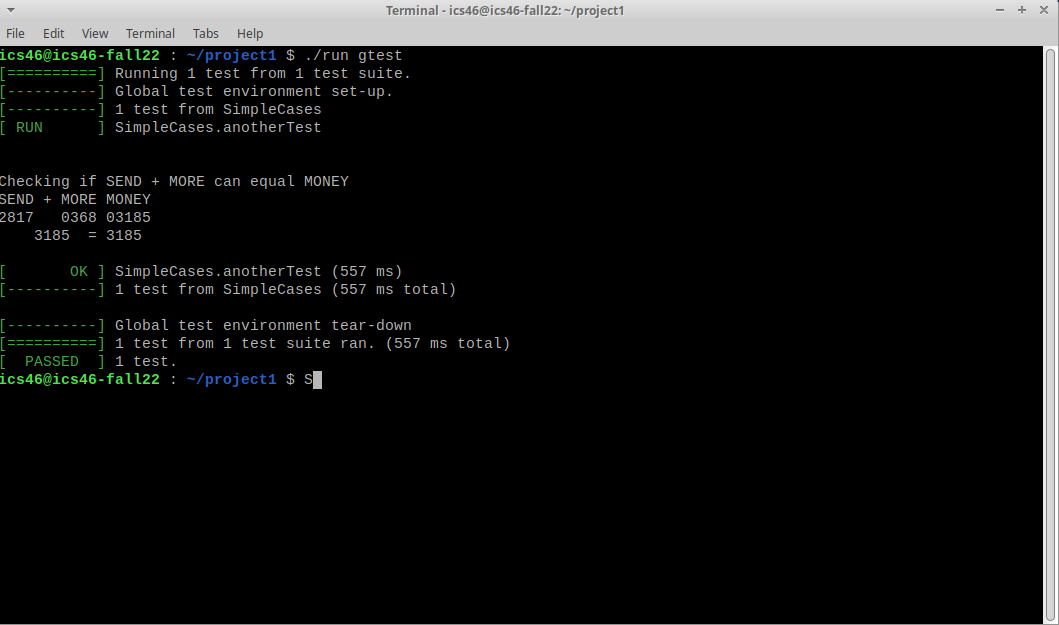 Terminal - ics46@ics46-fall22: ~/project1
File Edit View Terminal Tabs Help
ics46@ics46-fall22 : ~/project1 $ ./run gtest
[==========] Running 1 test from 1 test suite.
[----------] Global test environment set-up.
[----------] 1 test from SimpleCases
[ RUN      ] SimpleCases.anotherTest
Checking if SEND + MORE can equal MONEY
SEND + MORE MONEY
2817   0368 03185
    3185  = 3185
[       OK ] SimpleCases.anotherTest (557 ms)
[----------] 1 test from SimpleCases (557 ms total)
[----------] Global test environment tear-down
[==========] 1 test from 1 test suite ran. (557 ms total)
[  PASSED  ] 1 test.
ics46@ics46-fall22 : ~/project1 $ S